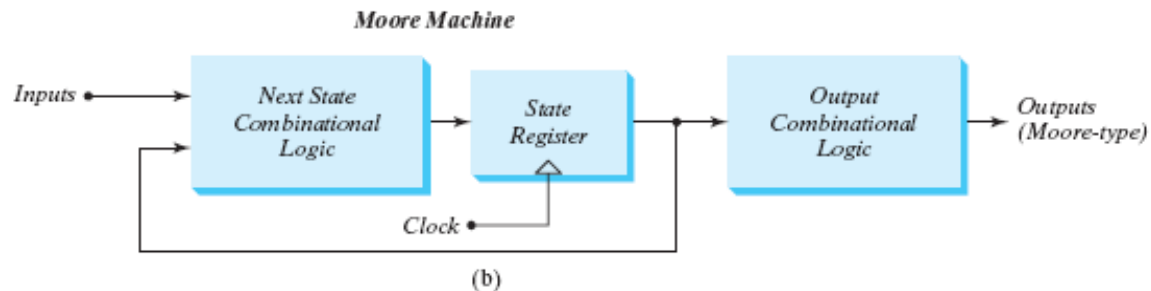 Moore Machine
Inputs
Next State
Combinational
Logic
State
Register
Output
Combinational
Logic
Outputs
(Moore-type)
Clock
(b)